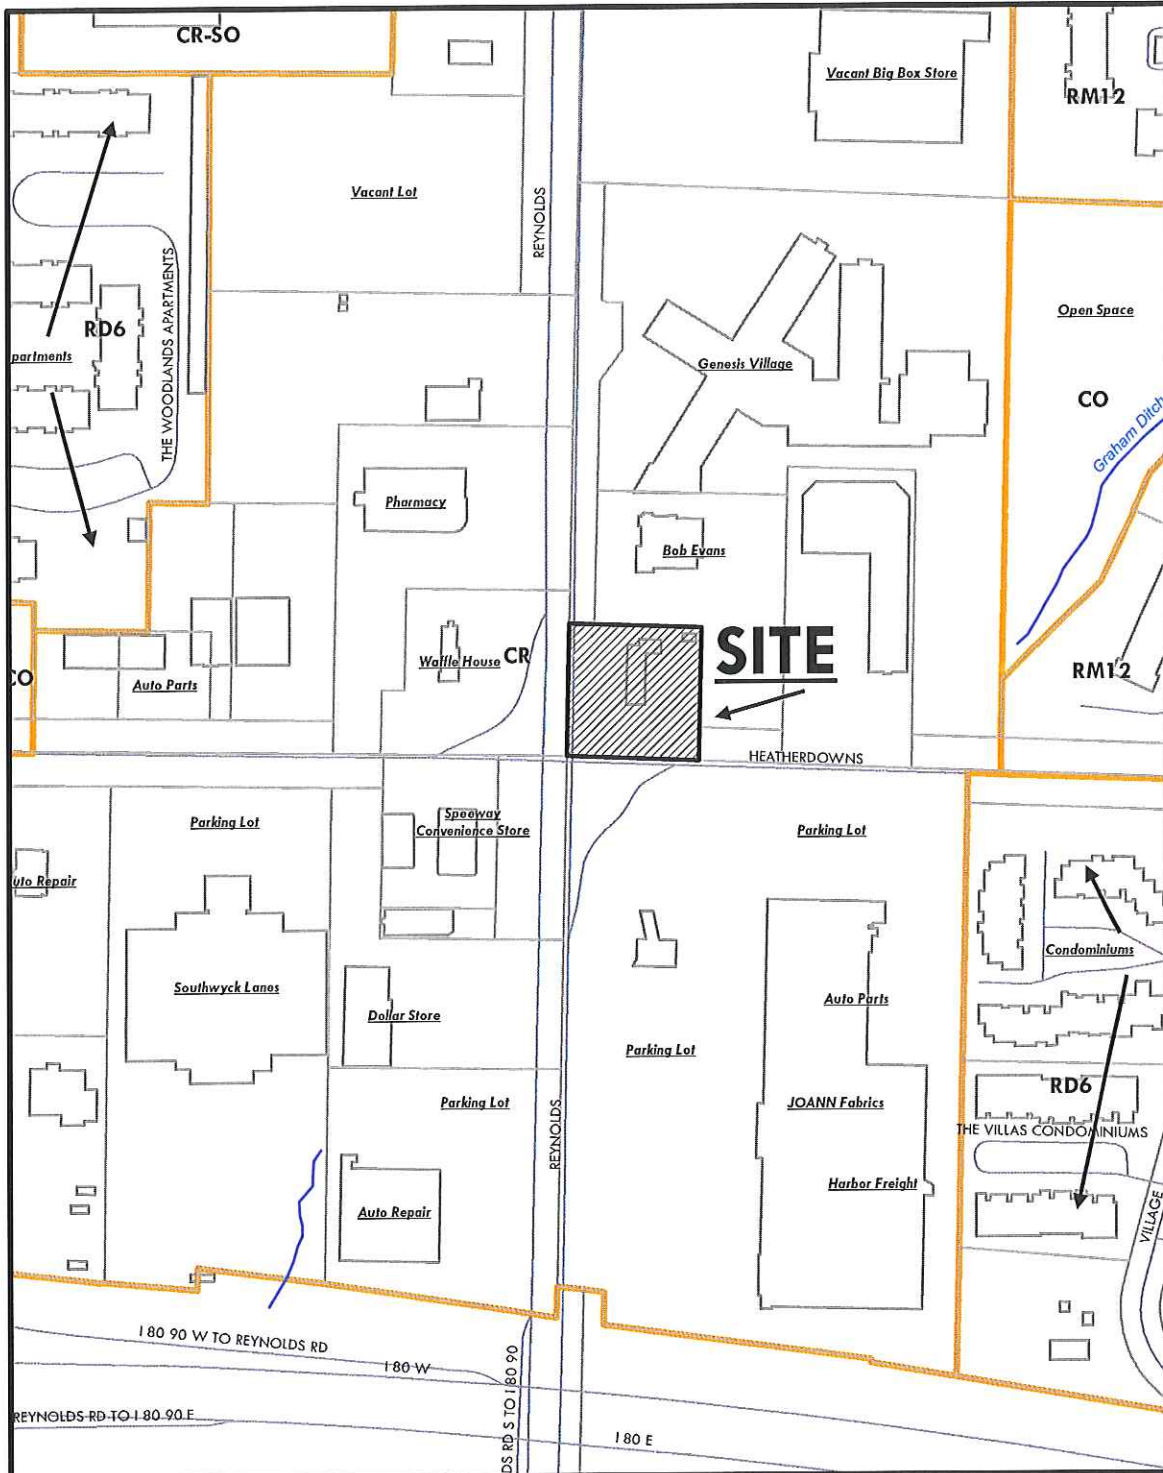 CR-SO
Vacant Big Box Store
RM12
Vacant Lot
REYNOLDS
THE WOODLANDS APARTMENTS
RD6
partments
Open Space
Genesis Village
CO
Graham Ditch
Pharmacy
Bob Evans
SITE
Waffle House
CR
CO
Auto Parts
RM12
HEATHERDOWNS
Parking Lot
Speeway
Convenience Store
Parking Lot
uto Repair
Condominiums
Southwyck Lanes
Dollar Store
Auto Parts
Parking Lot
RD6
Parking Lot
JOANN Fabrics
REYNOLDS
THE VILLAS CONDOMINIUMS
Harbor Freight
Auto Repair
VILLAGE
I 80 90 W TO REYNOLDS RD
I 80 W
DS RD S TO I 80 90
REYNOLDS RD TO I 80 90 E
I 80 E